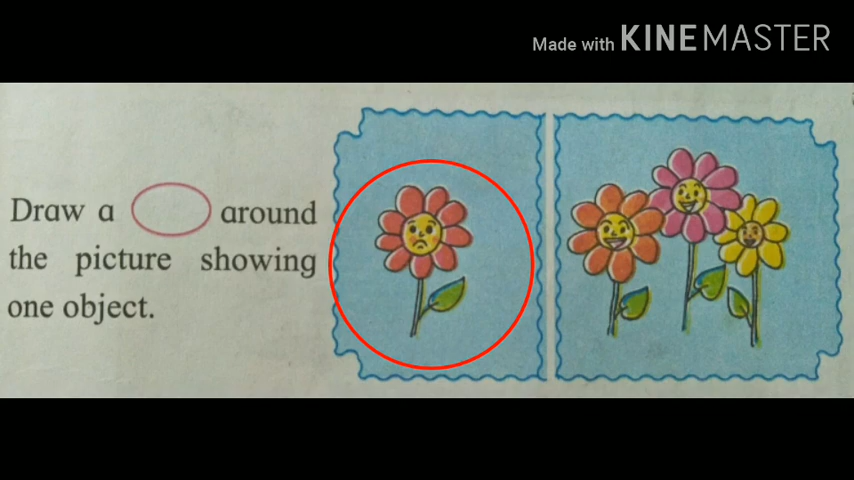 Made with KINEMASTER
Draw a around
the picture showing
one object.